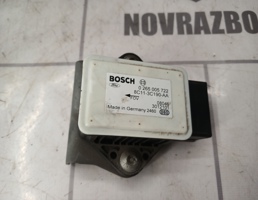 NOVRAZBO
BOSCH
0 265 005 722
8C11-3C190-AA
Made in Germany